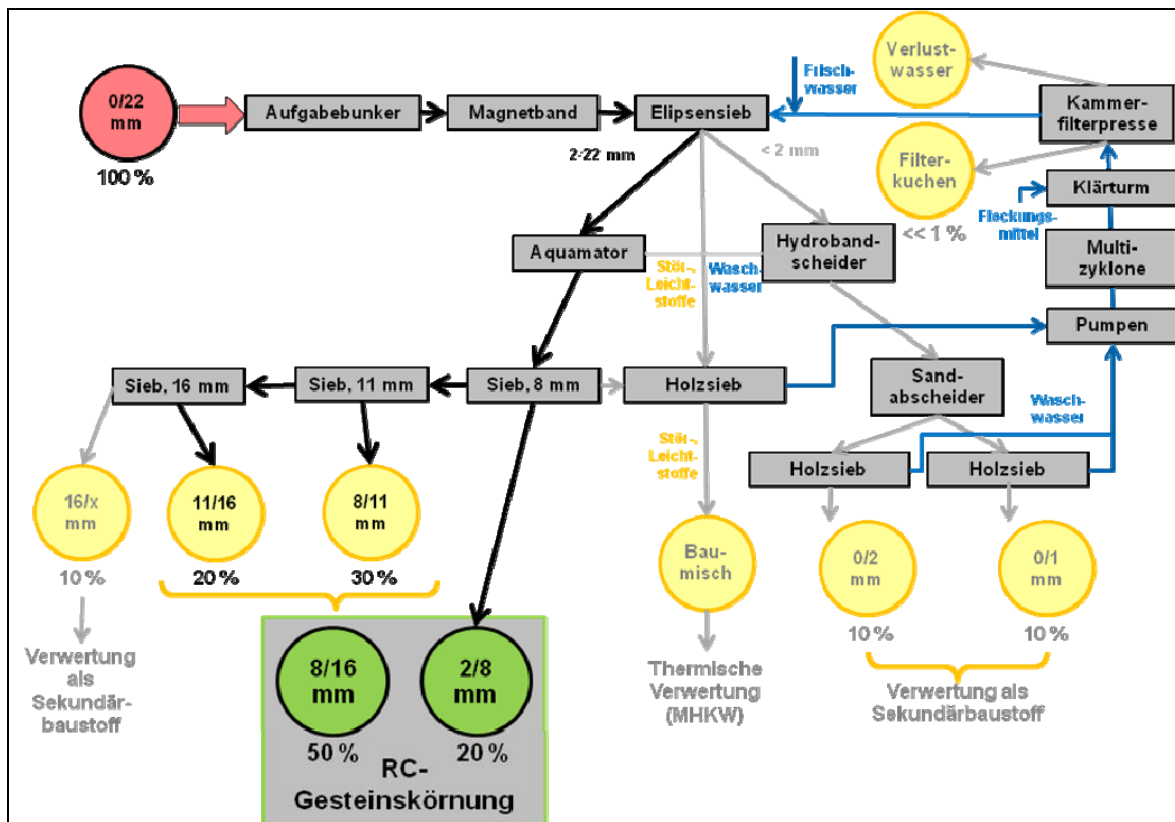 0/22
mm
100 %
Aufgabebunker
Magnetband
Elipsensieb
Frisch-
wasser
Verlust-
wasser
Kammer-
filterpresse
2-22 mm
< 2 mm
Filter-
kuchen
<< 1 %
Klärturm
Flockungs-
mittel
Multi-
zyklone
Pumpen
Aquamator
Stör-,
Leicht-
stoffe
Wasch-
wasser
Hydroband-
scheider
Sieb, 16 mm
Sieb, 11 mm
Sieb, 8 mm
Holzsieb
Sand-
abscheider
Wasch-
wasser
Stör-,
Leicht-
stoffe
Holzsieb
Holzsieb
16/x
mm
10 %
11/16
mm
20 %
8/11
mm
30 %
Bau-
misch
0/2
mm
10 %
0/1
mm
10 %
Verwertung
als
Sekundär-
baustoff
8/16
mm
50 %
2/8
mm
20 %
RC-
Gesteinskörnung
Thermische
Verwertung
(MHKW)
Verwertung als
Sekundärbaustoff